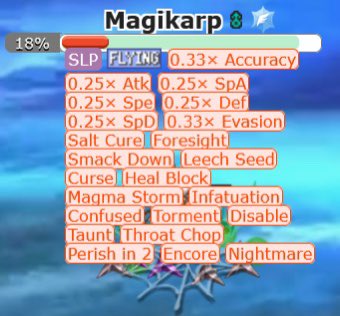 Magikarp
18%
SLP FLYING 0.33× Accuracy
0.25× Atk 0.25× SpA
0.25× Spe 0.25× Def
0.25× SpD 0.33× Evasion
Salt Cure Foresight
Smack Down Leech Seed
Curse Heal Block
Magma Storm Infatuation
Confused Torment Disable
Taunt Throat Chop
Perish in 2 Encore Nightmare